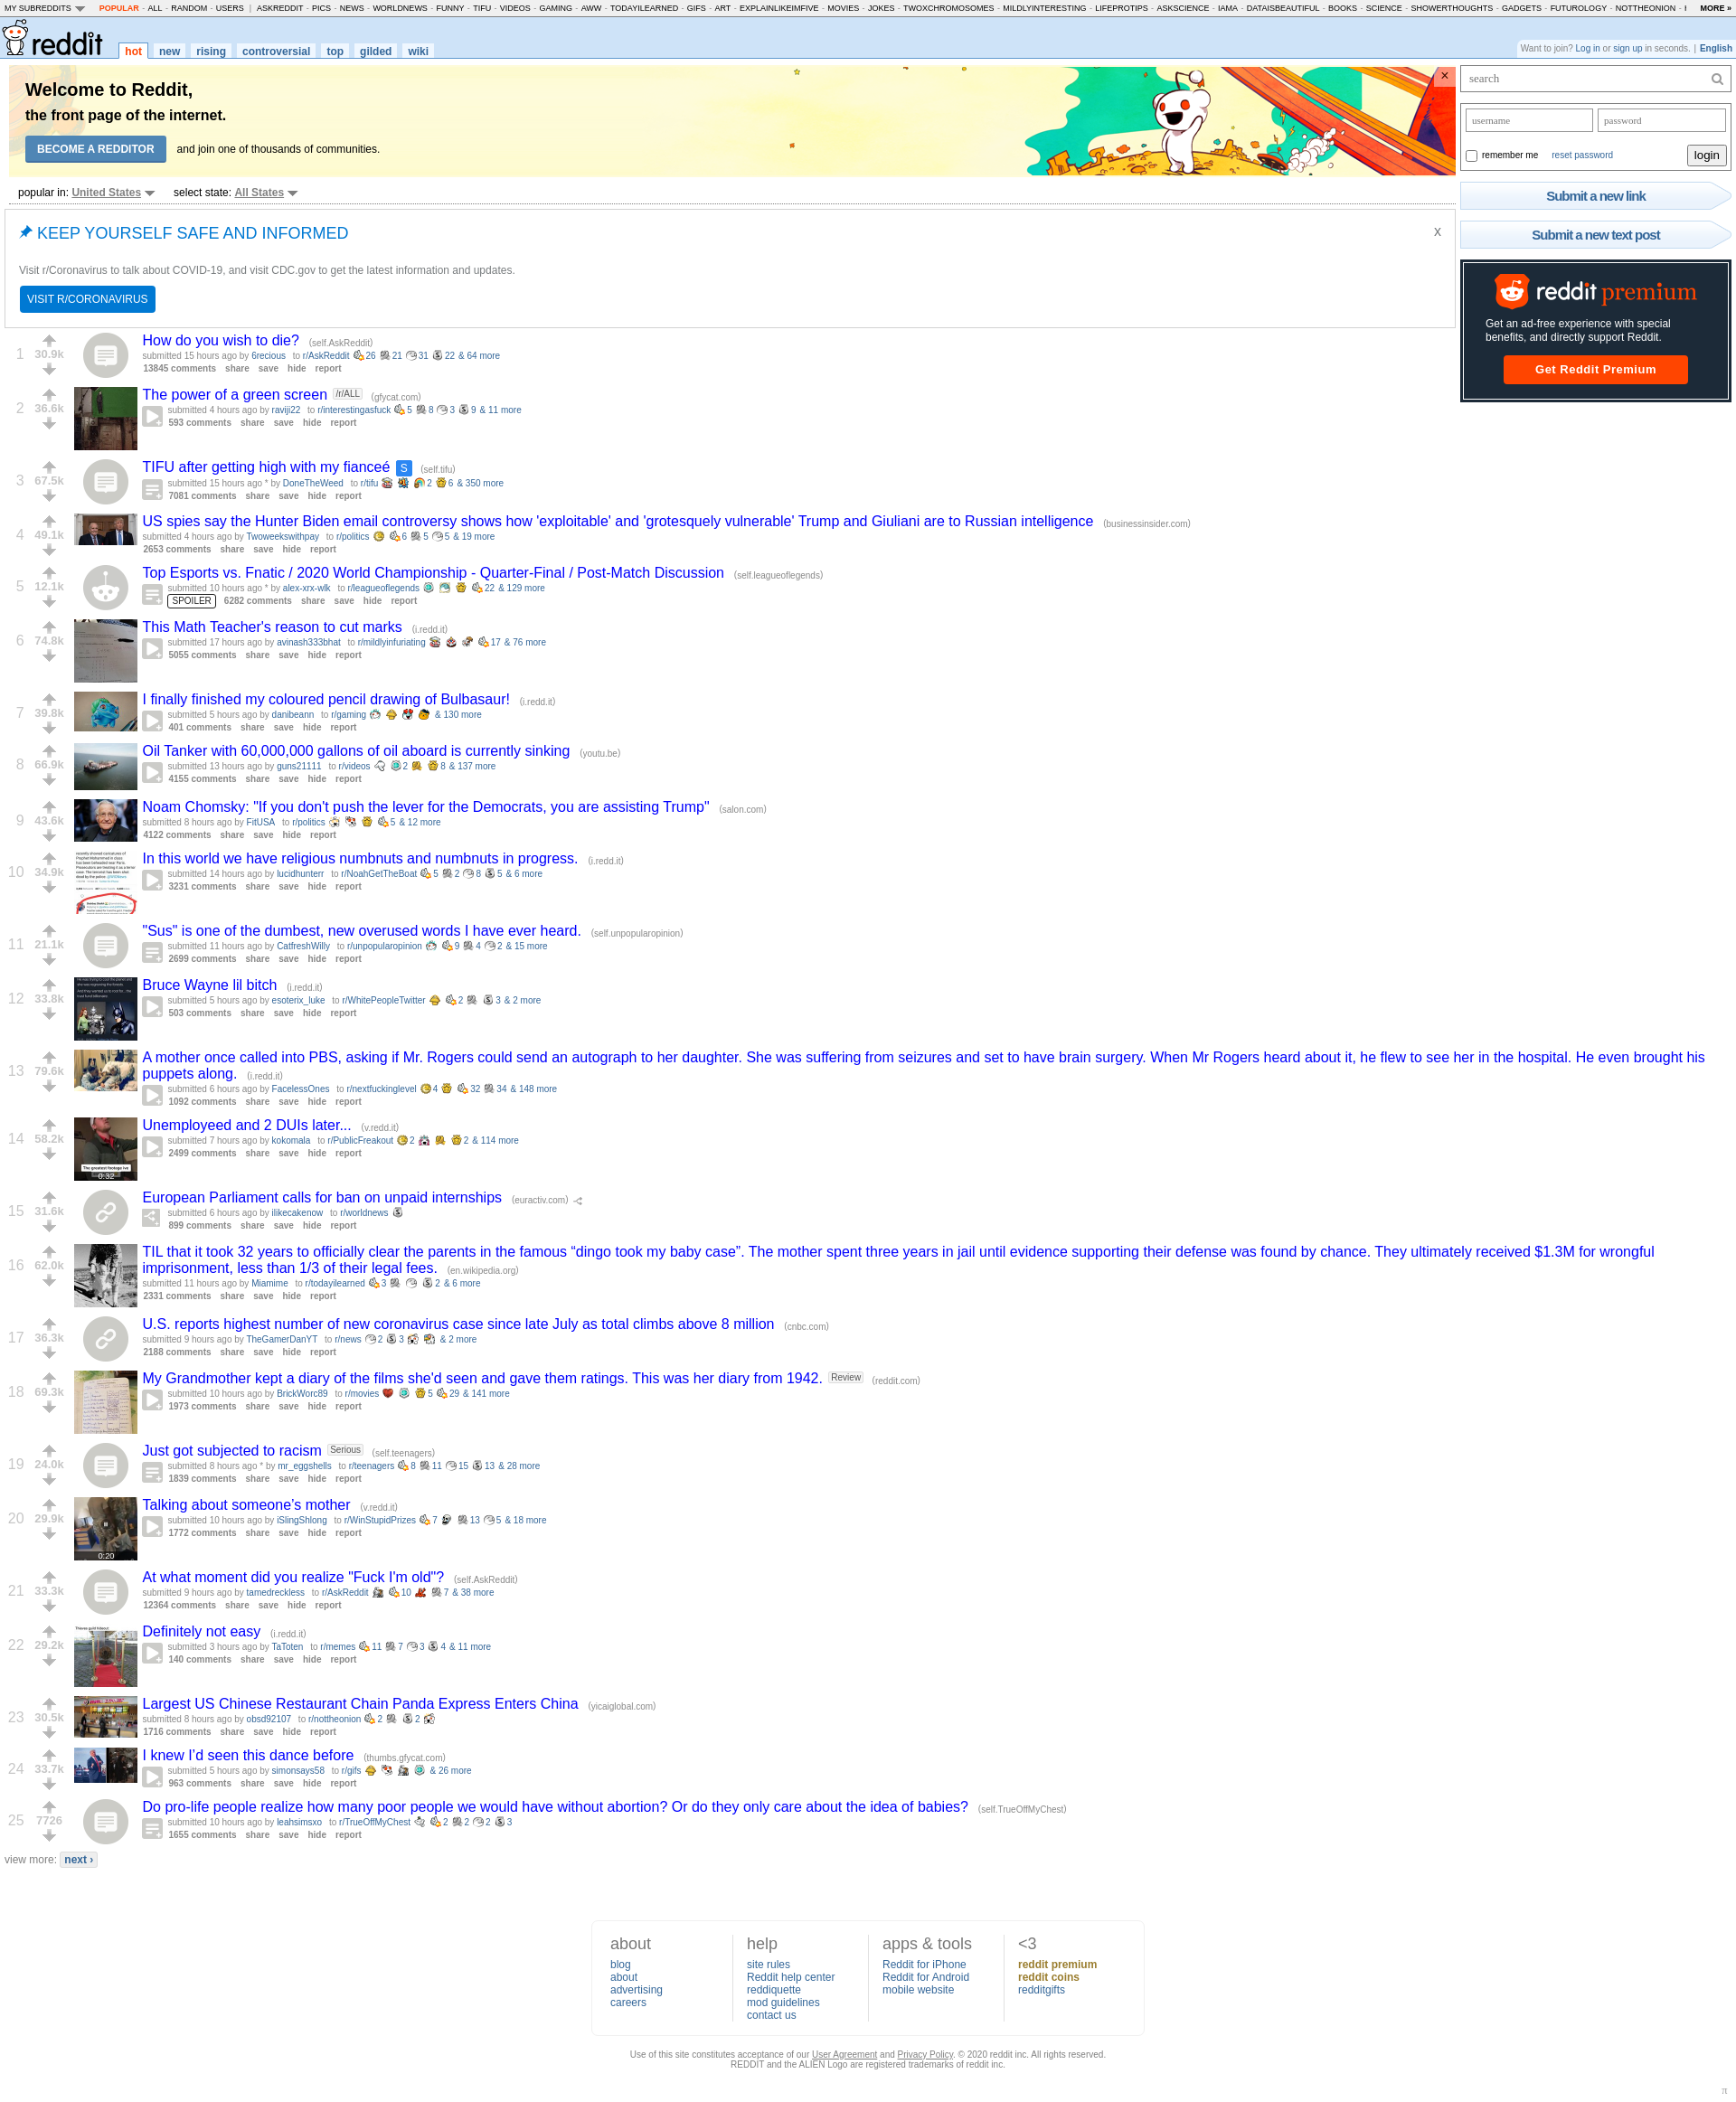 MY SUBREDDITS POPULAR - ALL - RANDOM - USERS | ASKREDDIT - PICS - NEWS - WORLDNEWS - FUNNY - TIFU - VIDEOS - GAMING - AWW - TODAYILEARNED - GIFS - ART - EXPLAINLIKEIMFIVE - MOVIES - JOKES - TWOXCHROMOSOMES - MILDLYINTERESTING - LIFEPROTIPS - ASKSCIENCE - IAMA - DATAISBEAUTIFUL - BOOKS - SCIENCE - SHOWERTHOUGHTS - GADGETS - FUTUROLOGY - NOTTHEONION - I MORE »
reddit hot new rising controversial top gilded wiki
Want to join? Log in or sign up in seconds. | English
Welcome to Reddit,
the front page of the internet.
BECOME A REDDITOR and join one of thousands of communities.
×
popular in: United States select state: All States
KEEP YOURSELF SAFE AND INFORMED
X
Visit r/Coronavirus to talk about COVID-19, and visit CDC.gov to get the latest information and updates.
VISIT R/CORONAVIRUS
search
username password
remember me reset password login
Submit a new link
Submit a new text post
reddit premium
Get an ad-free experience with special
benefits, and directly support Reddit.
Get Reddit Premium
1 30.9k
How do you wish to die? (self.AskReddit)
submitted 15 hours ago by 6recious to r/AskReddit 26 21 31 22 & 64 more
13845 comments share save hide report
2 36.6k
The power of a green screen /r/ALL (gfycat.com)
submitted 4 hours ago by raviji22 to r/interestingasfuck 5 8 3 9 & 11 more
593 comments share save hide report
3 67.5k
TIFU after getting high with my fianceé S (self.tifu)
submitted 15 hours ago * by DoneTheWeed to r/tifu 2 6 & 350 more
7081 comments share save hide report
4 49.1k
US spies say the Hunter Biden email controversy shows how 'exploitable' and 'grotesquely vulnerable' Trump and Giuliani are to Russian intelligence (businessinsider.com)
submitted 4 hours ago by Twoweekswithpay to r/politics 6 5 5 & 19 more
2653 comments share save hide report
5 12.1k
Top Esports vs. Fnatic / 2020 World Championship - Quarter-Final / Post-Match Discussion (self.leagueoflegends)
submitted 10 hours ago * by alex-xrx-wlk to r/leagueoflegends 22 & 129 more
SPOILER 6282 comments share save hide report
6 74.8k
This Math Teacher's reason to cut marks (i.redd.it)
submitted 17 hours ago by avinash333bhat to r/mildlyinfuriating 17 & 76 more
5055 comments share save hide report
7 39.8k
I finally finished my coloured pencil drawing of Bulbasaur! (i.redd.it)
submitted 5 hours ago by danibeann to r/gaming & 130 more
401 comments share save hide report
8 66.9k
Oil Tanker with 60,000,000 gallons of oil aboard is currently sinking (youtu.be)
submitted 13 hours ago by guns21111 to r/videos 2 8 & 137 more
4155 comments share save hide report
9 43.6k
Noam Chomsky: "If you don't push the lever for the Democrats, you are assisting Trump" (salon.com)
submitted 8 hours ago by FitUSA to r/politics 5 & 12 more
4122 comments share save hide report
10 34.9k
In this world we have religious numbnuts and numbnuts in progress. (i.redd.it)
submitted 14 hours ago by lucidhunterr to r/NoahGetTheBoat 5 2 8 5 & 6 more
3231 comments share save hide report
11 21.1k
"Sus" is one of the dumbest, new overused words I have ever heard. (self.unpopularopinion)
submitted 11 hours ago by CatfreshWilly to r/unpopularopinion 9 4 2 & 15 more
2699 comments share save hide report
12 33.8k
Bruce Wayne lil bitch (i.redd.it)
submitted 5 hours ago by esoterix_luke to r/WhitePeopleTwitter 2 3 & 2 more
503 comments share save hide report
13 79.6k
A mother once called into PBS, asking if Mr. Rogers could send an autograph to her daughter. She was suffering from seizures and set to have brain surgery. When Mr Rogers heard about it, he flew to see her in the hospital. He even brought his
puppets along. (i.redd.it)
submitted 6 hours ago by FacelessOnes to r/nextfuckinglevel 4 32 34 & 148 more
1092 comments share save hide report
14 58.2k
Unemployeed and 2 DUIs later... (v.redd.it)
submitted 7 hours ago by kokomala to r/PublicFreakout 2 2 & 114 more
2499 comments share save hide report
0:32
15 31.6k
European Parliament calls for ban on unpaid internships (euractiv.com)
submitted 6 hours ago by ilikecakenow to r/worldnews
899 comments share save hide report
16 62.0k
TIL that it took 32 years to officially clear the parents in the famous “dingo took my baby case”. The mother spent three years in jail until evidence supporting their defense was found by chance. They ultimately received $1.3M for wrongful
imprisonment, less than 1/3 of their legal fees. (en.wikipedia.org)
submitted 11 hours ago by Miamime to r/todayilearned 3 2 & 6 more
2331 comments share save hide report
17 36.3k
U.S. reports highest number of new coronavirus case since late July as total climbs above 8 million (cnbc.com)
submitted 9 hours ago by TheGamerDanYT to r/news 2 3 & 2 more
2188 comments share save hide report
18 69.3k
My Grandmother kept a diary of the films she'd seen and gave them ratings. This was her diary from 1942. Review (reddit.com)
submitted 10 hours ago by BrickWorc89 to r/movies 5 29 & 141 more
1973 comments share save hide report
19 24.0k
Just got subjected to racism Serious (self.teenagers)
submitted 8 hours ago * by mr_eggshells to r/teenagers 8 11 15 13 & 28 more
1839 comments share save hide report
20 29.9k
Talking about someone’s mother (v.redd.it)
submitted 10 hours ago by iSlingShlong to r/WinStupidPrizes 7 13 5 & 18 more
1772 comments share save hide report
0:20
21 33.3k
At what moment did you realize "Fuck I'm old"? (self.AskReddit)
submitted 9 hours ago by tamedreckless to r/AskReddit 10 7 & 38 more
12364 comments share save hide report
22 29.2k
Definitely not easy (i.redd.it)
submitted 3 hours ago by TaToten to r/memes 11 7 3 4 & 11 more
140 comments share save hide report
23 30.5k
Largest US Chinese Restaurant Chain Panda Express Enters China (yicaiglobal.com)
submitted 8 hours ago by obsd92107 to r/nottheonion 2 2
1716 comments share save hide report
24 33.7k
I knew I’d seen this dance before (thumbs.gfycat.com)
submitted 5 hours ago by simonsays58 to r/gifs & 26 more
963 comments share save hide report
25 7726
Do pro-life people realize how many poor people we would have without abortion? Or do they only care about the idea of babies? (self.TrueOffMyChest)
submitted 10 hours ago by leahsimsxo to r/TrueOffMyChest 2 2 2 3
1655 comments share save hide report
view more: next ›
about
blog
about
advertising
careers
help
site rules
Reddit help center
reddiquette
mod guidelines
contact us
apps & tools
Reddit for iPhone
Reddit for Android
mobile website
<3
reddit premium
reddit coins
redditgifts
Use of this site constitutes acceptance of our User Agreement and Privacy Policy. © 2020 reddit inc. All rights reserved.
REDDIT and the ALIEN Logo are registered trademarks of reddit inc.
π